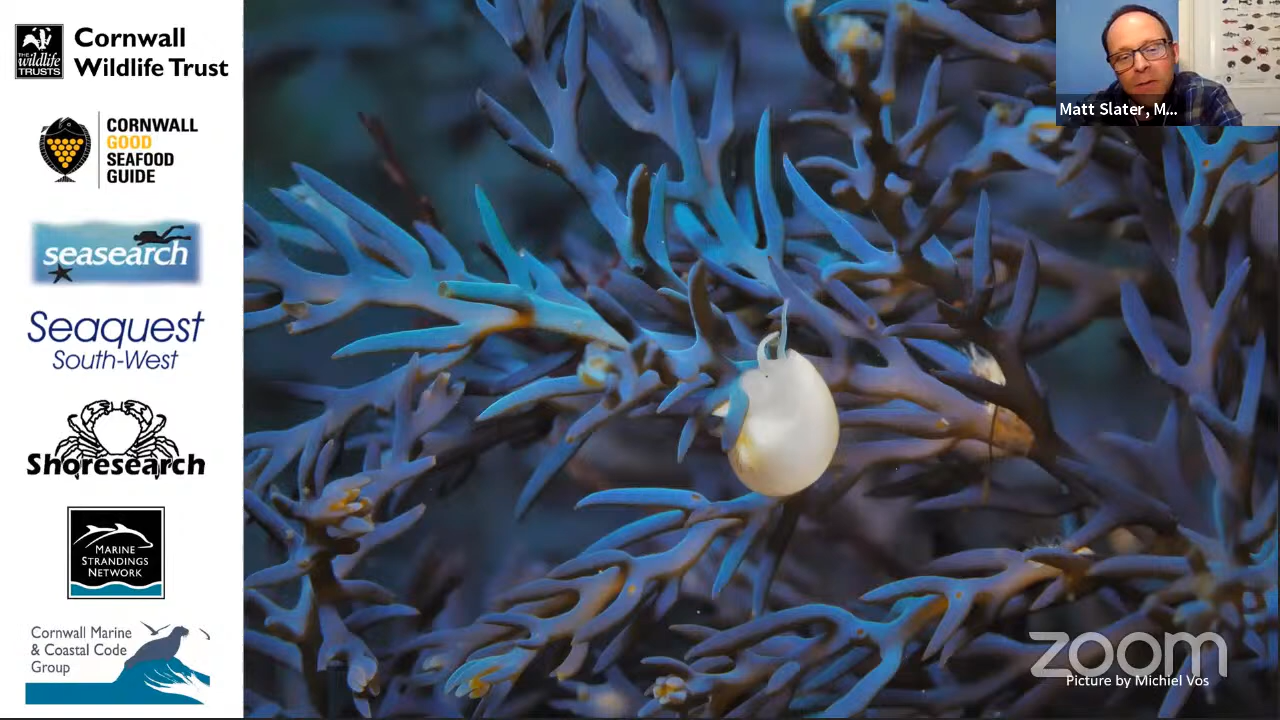 THE
wildlife
TRUSTS
Cornwall
Wildlife Trust
CORNWALL
GOOD
SEAFOOD
GUIDE
seasearch
Seaquest
South-West
Shoresearch
MARINE
STRANDINGS
NETWORK
Cornwall Marine
& Coastal Code
Group
Matt Slater, M...
zoom
Picture by Michiel Vos